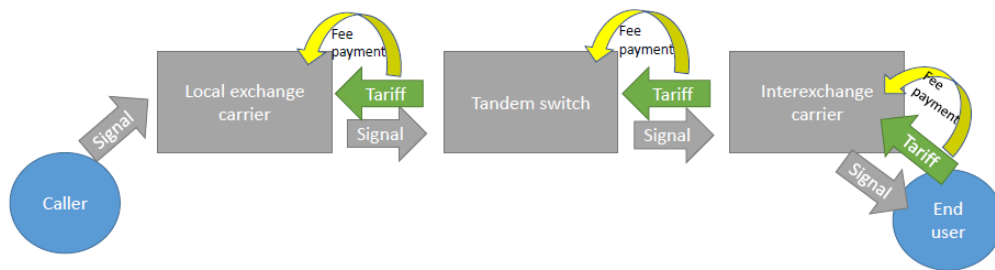 Caller
Signal
Local exchange
carrier
Fee
payment
Tariff
Signal
Tandem switch
Fee
payment
Tariff
Signal
Interexchange
carrier
Fee
payment
Tariff
Signal
End
user